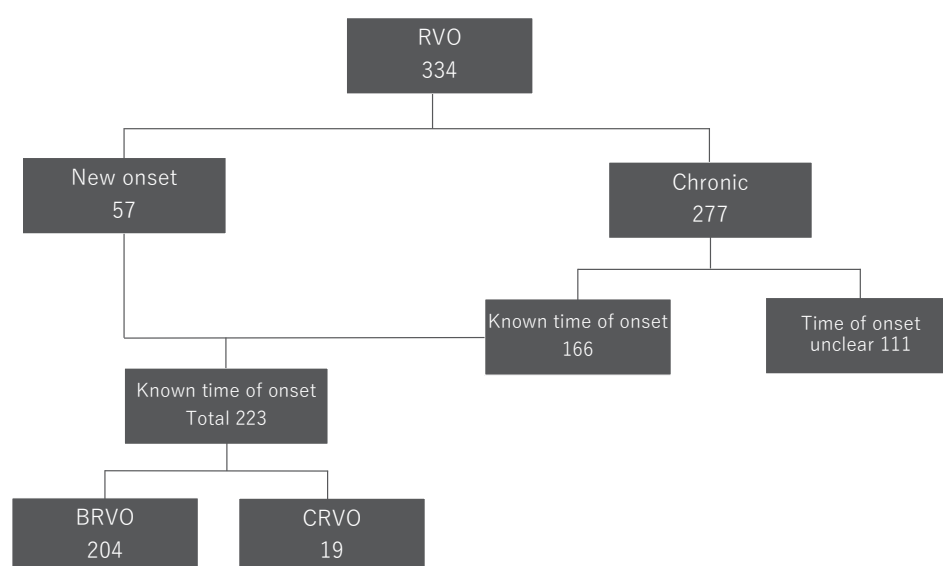 RVO
334
New onset
57
Chronic
277
Known time of onset
166
Time of onset
unclear 111
Known time of onset
Total 223
BRVO
204
CRVO
19